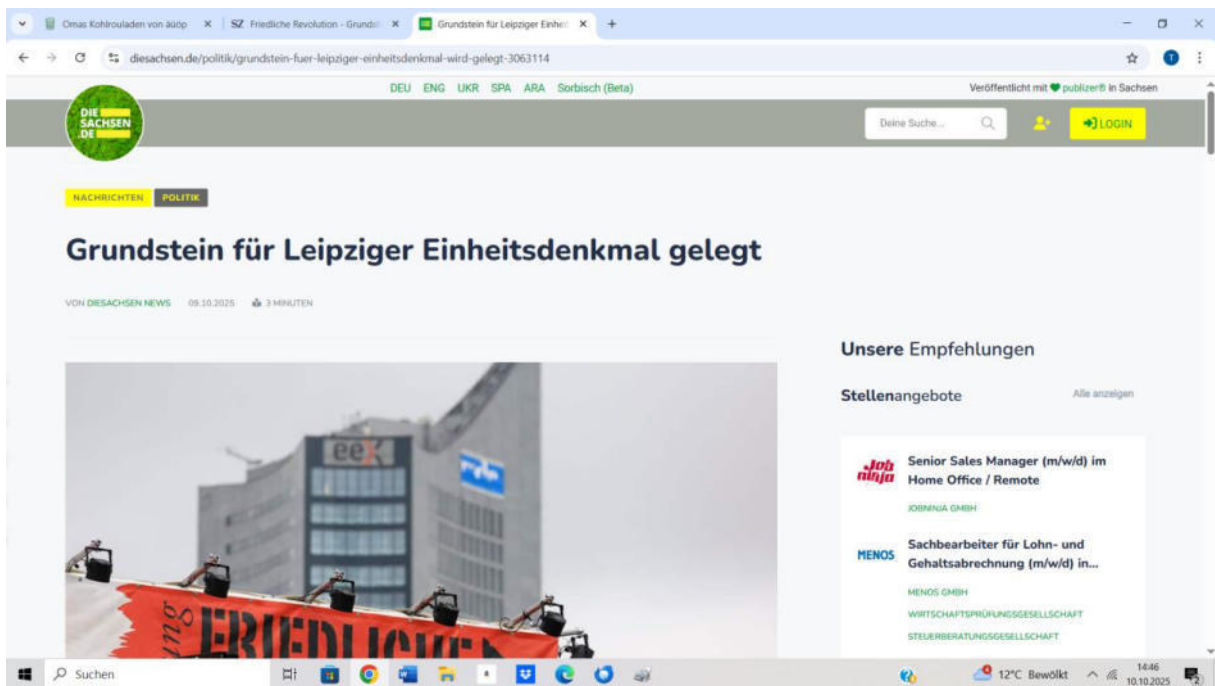 Omas Kohlrouladen von auop
SZ Friedliche Revolution - Grundst
Grundstein für Leipziger Einheit
diesachsen.de/politik/grundstein-fuer-leipziger-einheitsdenkmal-wird-gelegt-3063114
DEU ENG UKR SPA ARA Sorbisch (Beta)
Veröffentlicht mit publizer® in Sachsen
DIE
SACHSEN
.DE
Deine Suche...
LOGIN
NACHRICHTEN POLITIK
Grundstein für Leipziger Einheitsdenkmal gelegt
VON DIESACHSEN NEWS 09.10.2025 3 MINUTEN
Unsere Empfehlungen
Stellenangebote
Alle anzeigen
eex
ung
FRIEDLICHE
Job
ninja
Senior Sales Manager (m/w/d) im
Home Office / Remote
JOBNINJA GMBH
MENOS
Sachbearbeiter für Lohn- und
Gehaltsabrechnung (m/w/d) in...
MENOS GMBH
WIRTSCHAFTSPRÜFUNGSGESELLSCHAFT
STEUERBERATUNGSGESELLSCHAFT
Suchen
12°C Bewölkt
14:46
10.10.2025